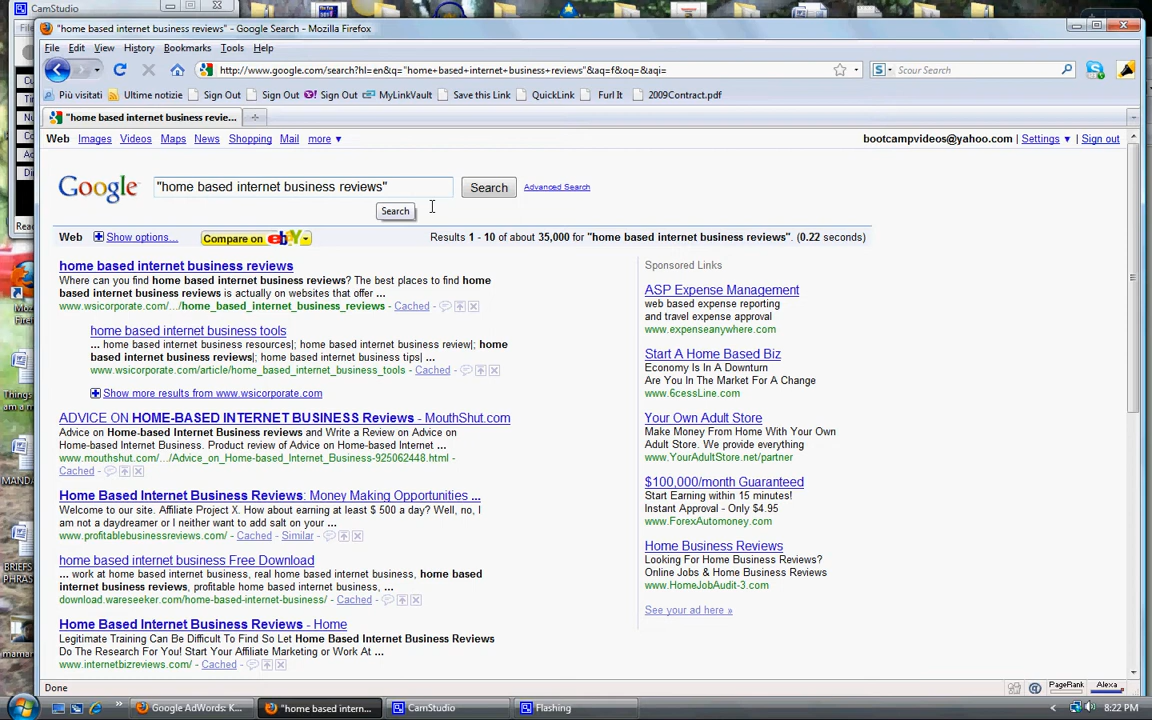 CamStudio
"home based internet business reviews" - Google Search - Mozilla Firefox
File Edit View History Bookmarks Tools Help
http://www.google.com/search?hl=en&q="home+based+internet+business+reviews"&aq=f&oq=&aqi=
Scour Search
Più visitati Ultime notizie Sign Out Sign Out Sign Out MyLinkVault Save this Link QuickLink Furl It 2009Contract.pdf
"home based internet business revie...
Web Images Videos Maps News Shopping Mail more ▼
bootcampvideos@yahoo.com | Settings ▼ | Sign out
Google
"home based internet business reviews"
Search
Advanced Search
Search
Web Show options... Compare on ebY
Results 1 - 10 of about 35,000 for "home based internet business reviews". (0.22 seconds)
home based internet business reviews
Where can you find home based internet business reviews? The best places to find home
based internet business reviews is actually on websites that offer ...
www.wsicorporate.com/.../home_based_internet_business_reviews - Cached -
home based internet business tools
... home based internet business resources|; home based internet business review|; home
based internet business reviews|; home based internet business tips| ...
www.wsicorporate.com/article/home_based_internet_business_tools - Cached -
Show more results from www.wsicorporate.com
ADVICE ON HOME-BASED INTERNET BUSINESS Reviews - MouthShut.com
Advice on Home-based Internet Business reviews and Write a Review on Advice on
Home-based Internet Business. Product review of Advice on Home-based Internet ...
www.mouthshut.com/.../Advice_on_Home-based_Internet_Business-925062448.html -
Cached -
Home Based Internet Business Reviews: Money Making Opportunities ...
Welcome to our site. Affiliate Project X. How about earning at least $ 500 a day? Well, no, I
am not a daydreamer or I neither want to add salt on your ...
www.profitablebusinessreviews.com/ - Cached - Similar -
home based internet business Free Download
... work at home based internet business, real home based internet business, home based
internet business reviews, profitable home based internet business, ...
download.wareseeker.com/home-based-internet-business/ - Cached -
Home Based Internet Business Reviews - Home
Legitimate Training Can Be Difficult To Find So Let Home Based Internet Business Reviews
Do The Research For You! Start Your Affiliate Marketing or Work At ...
www.internetbizreviews.com/ - Cached -
Sponsored Links
ASP Expense Management
web based expense reporting
and travel expense approval
www.expenseanywhere.com
Start A Home Based Biz
Economy Is In A Downturn
Are You In The Market For A Change
www.6cessLine.com
Your Own Adult Store
Make Money From Home With Your Own
Adult Store. We provide everything
www.YourAdultStore.net/partner
$100,000/month Guaranteed
Start Earning within 15 minutes!
Instant Approval - Only $4.95
www.ForexAutomoney.com
Home Business Reviews
Looking For Home Business Reviews?
Online Jobs & Home Business Reviews
www.HomeJobAudit-3.com
See your ad here »
Done
PageRank Alexa
Google AdWords: K...
"home based intern...
CamStudio
Flashing
8:22 PM